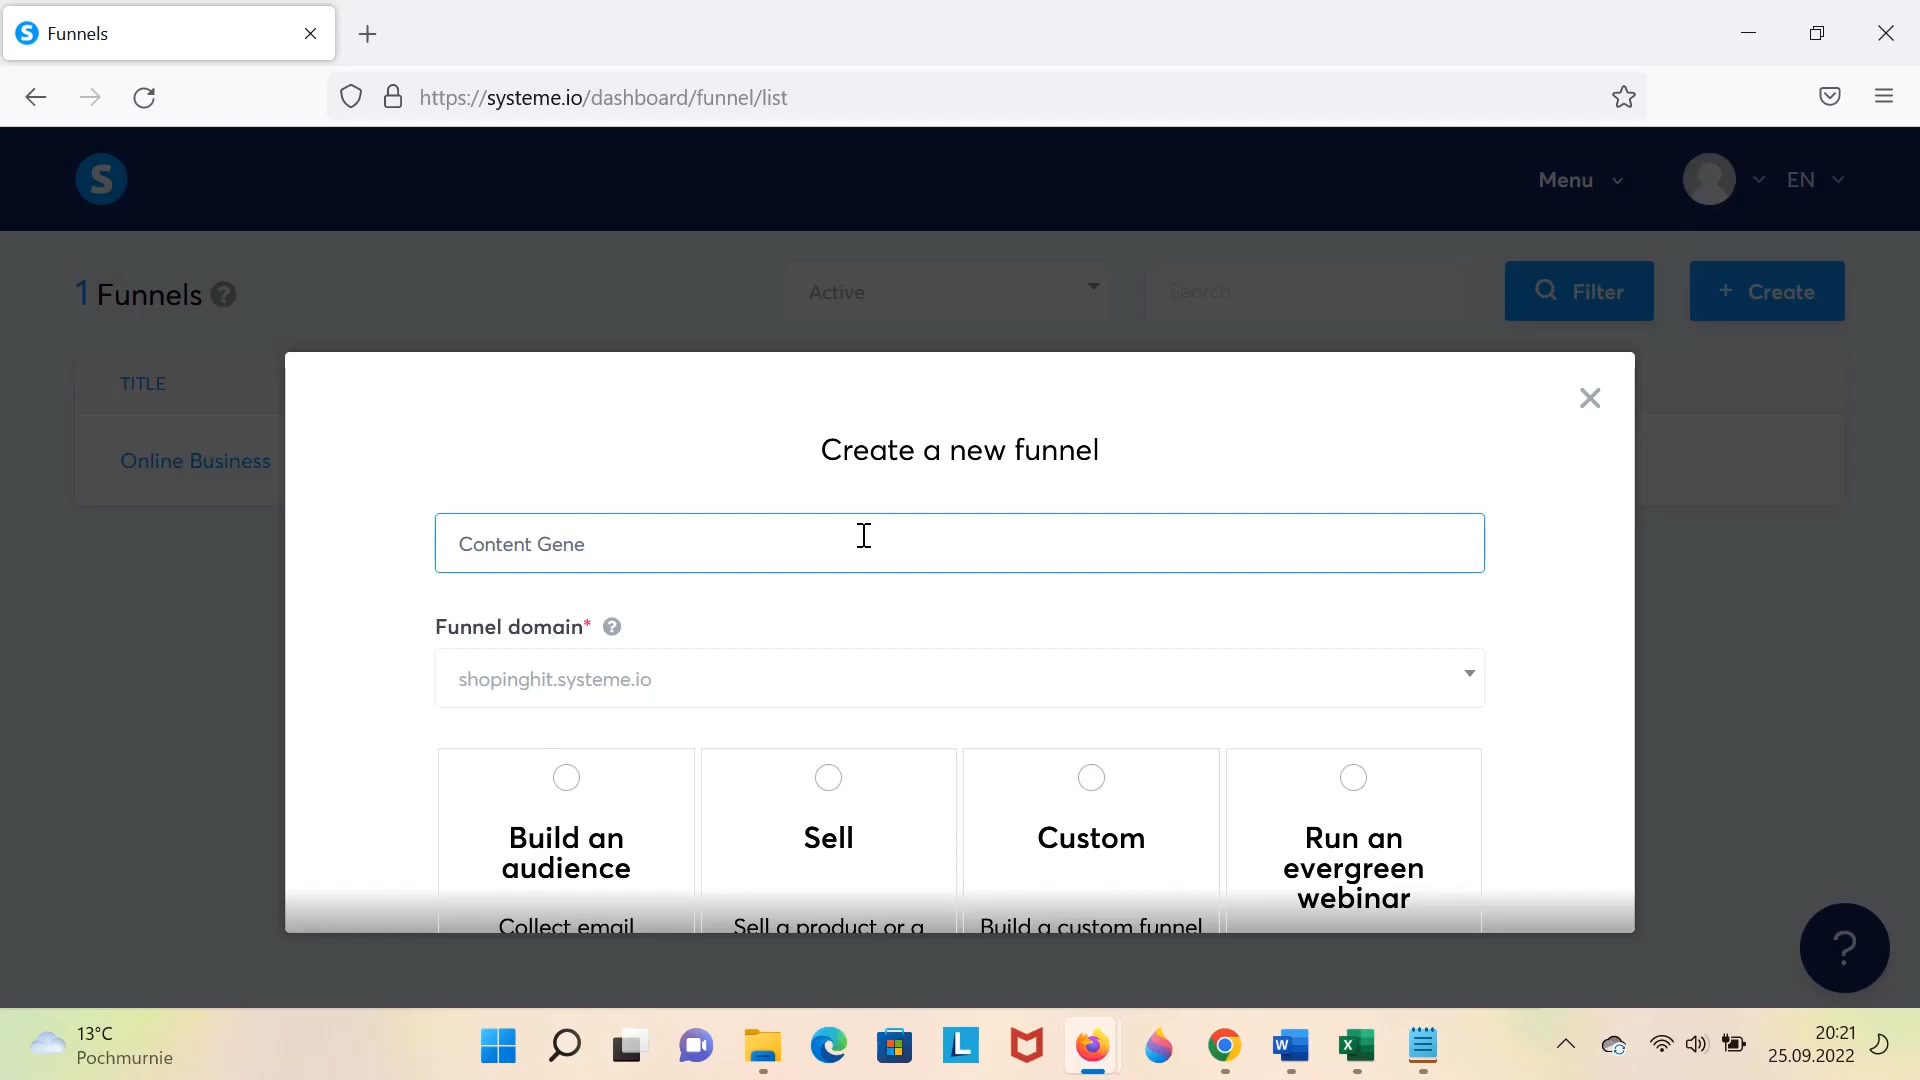 Funnels
https://systeme.io/dashboard/funnel/list
S
Menu
EN
1 Funnels ?
Active
Search
Filter
+ Create
TITLE
Online Business
Create a new funnel
Content Gene
Funnel domain* ?
shopinghit.systeme.io
Build an
audience
Collect email
Sell
Sell a product or a
Custom
Build a custom funnel
Run an
evergreen
webinar
?
13°C
Pochmurnie
20:21
25.09.2022